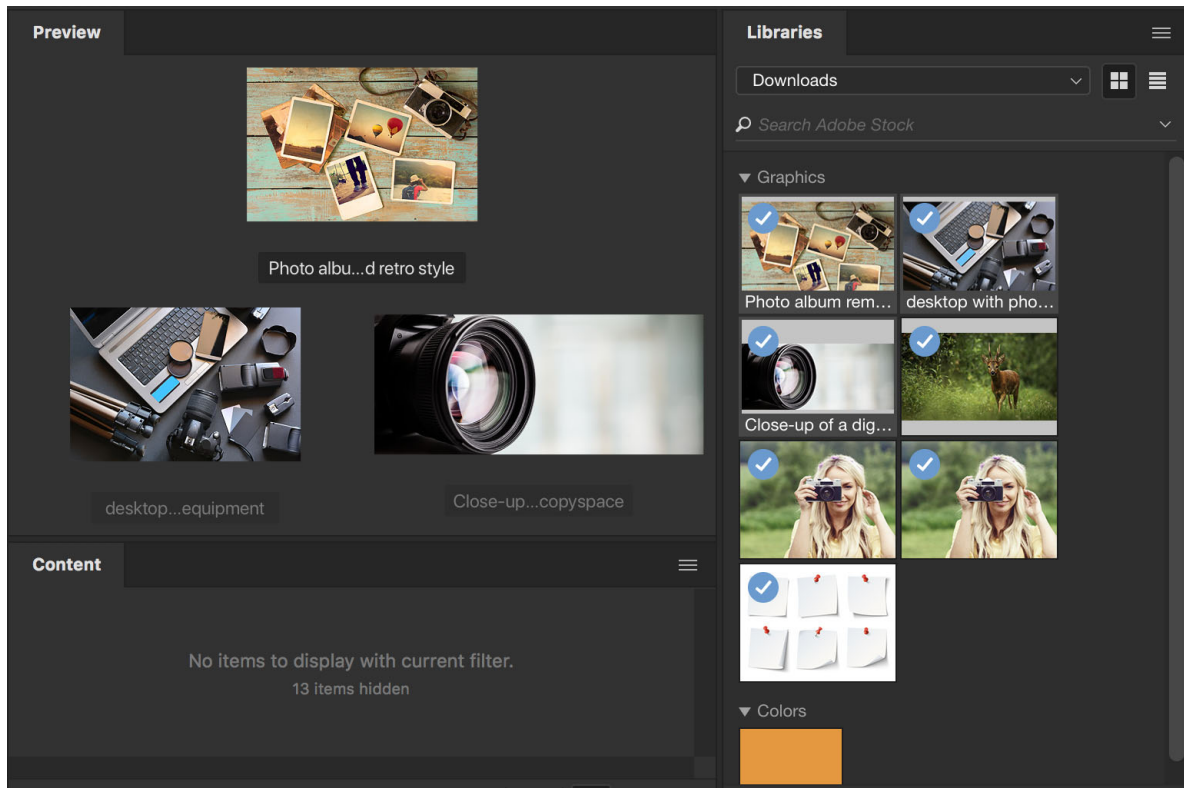 Preview
Photo albu...d retro style
desktop...equipment
Close-up...copyspace
Content
No items to display with current filter.
13 items hidden
Libraries
Downloads
Search Adobe Stock
Graphics
Photo album rem...
desktop with pho...
Close-up of a dig...
Colors